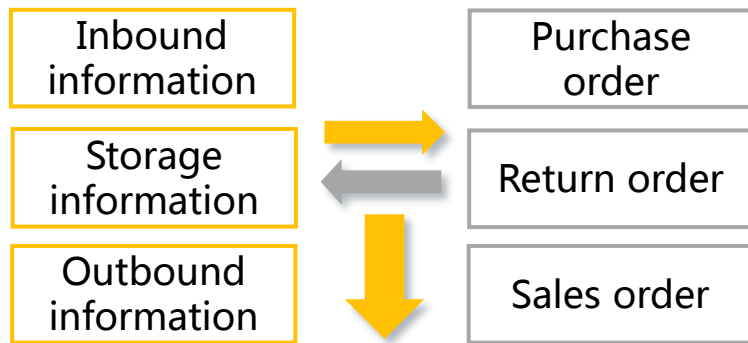 Inbound
information
Purchase
order
Storage
information
Return order
Outbound
information
Sales order